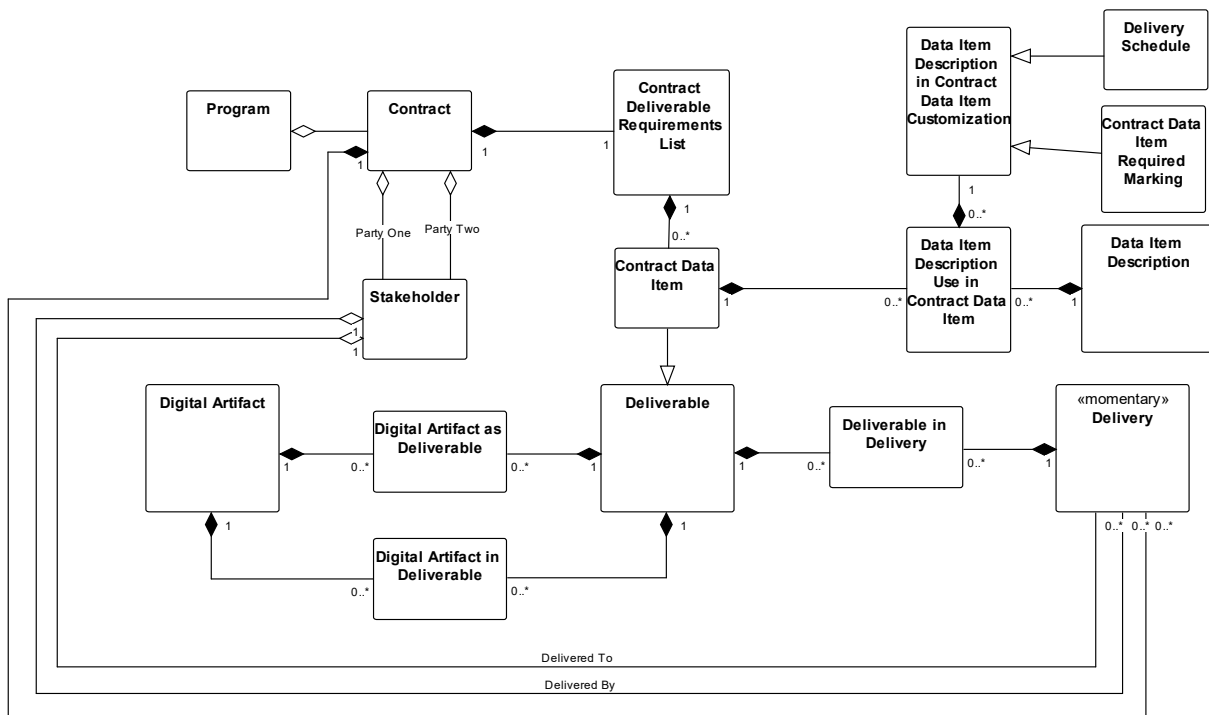 Program
Contract
Contract
Deliverable
Requirements
List
Data Item
Description
in Contract
Data Item
Customization
Delivery
Schedule
Contract Data
Item
Required
Marking
1
1
1
1
0..*
1
0..*
Party One
Party Two
Stakeholder
1
1
Contract Data
Item
1
0..*
Data Item
Description
Use in
Contract Data
Item
0..*
1
Data Item
Description
Digital Artifact
1
1
Digital Artifact as
Deliverable
0..*
0..*
Deliverable
1
1
1
Deliverable in
Delivery
0..*
0..*
«momentary»
Delivery
1
0..*
0..*
0..*
Digital Artifact in
Deliverable
0..*
0..*
Delivered To
Delivered By